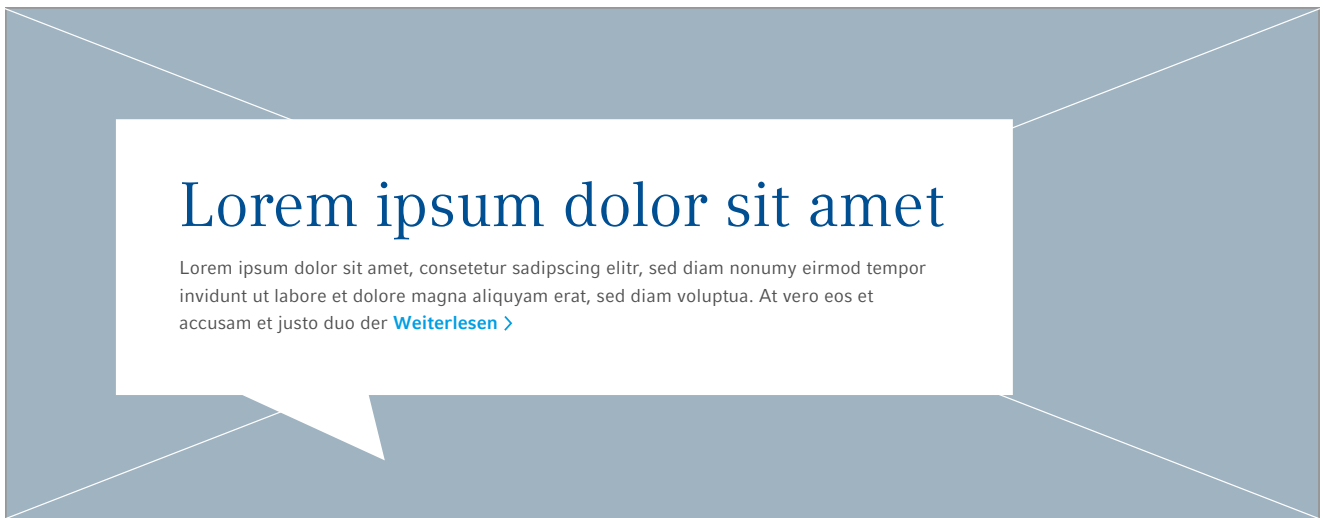 Lorem ipsum dolor sit amet
Lorem ipsum dolor sit amet, consetetur sadipscing elitr, sed diam nonumy eirmod tempor
invidunt ut labore et dolore magna aliquyam erat, sed diam voluptua. At vero eos et
accusam et justo duo der Weiterlesen >